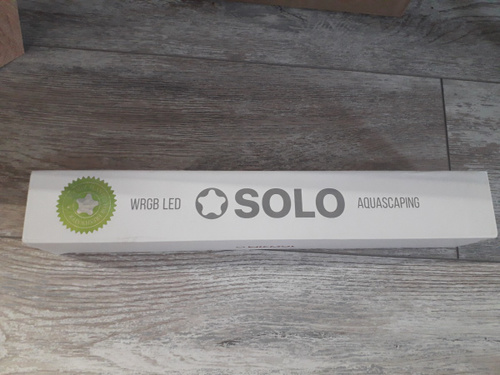 WRGB LED SOLO AQUASCAPING